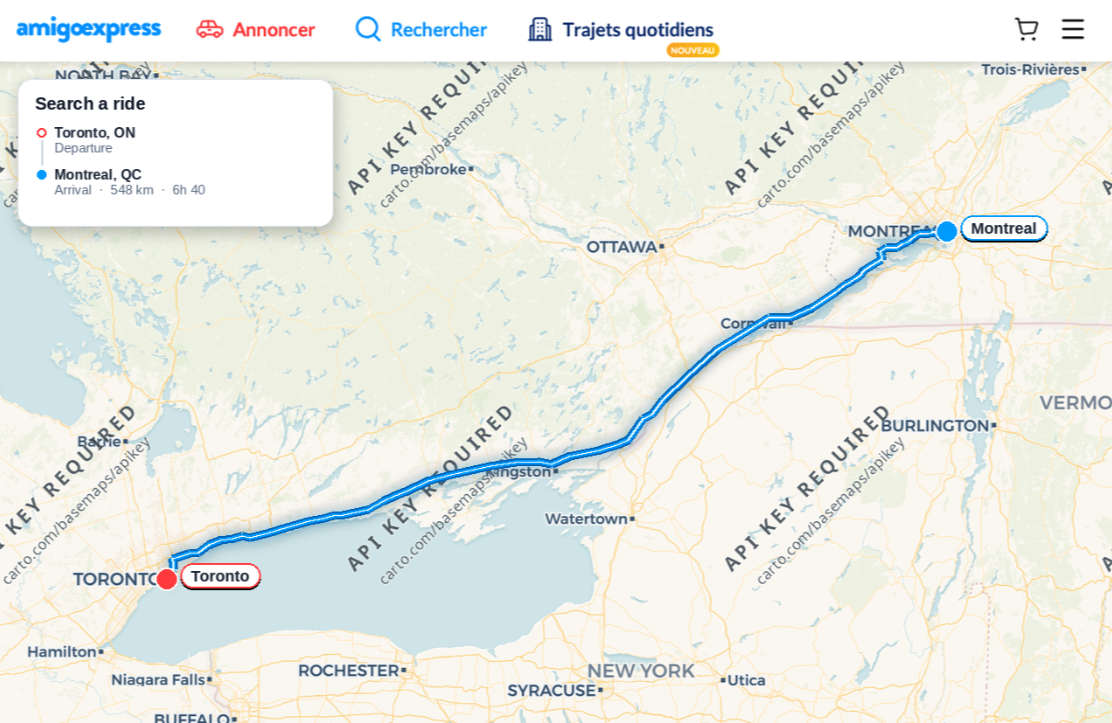 amigoexpress
Annoncer
Rechercher
Trajets quotidiens
NOUVEAU
NORTH BAY
Trois-Rivières
Search a ride
Toronto, ON
Departure
Montreal, QC
Arrival · 548 km · 6h 40
API KEY REQUIRED
carto.com/basemaps/apikey
API KEY REQUIRED
carto.com/basemaps/apikey
Pembroke
OTTAWA
Montreal
Cornwall
VERMO
BURLINGTON
Barrie
API KEY REQUIRED
carto.com/basemaps/apikey
API KEY REQUIRED
carto.com/basemaps/apikey
API KEY REQUIRED
carto.com/basemaps/apikey
Kingston
Watertown
TORONTO
Toronto
Hamilton
Niagara Falls
ROCHESTER
NEW YORK
SYRACUSE
Utica
BUFFALO